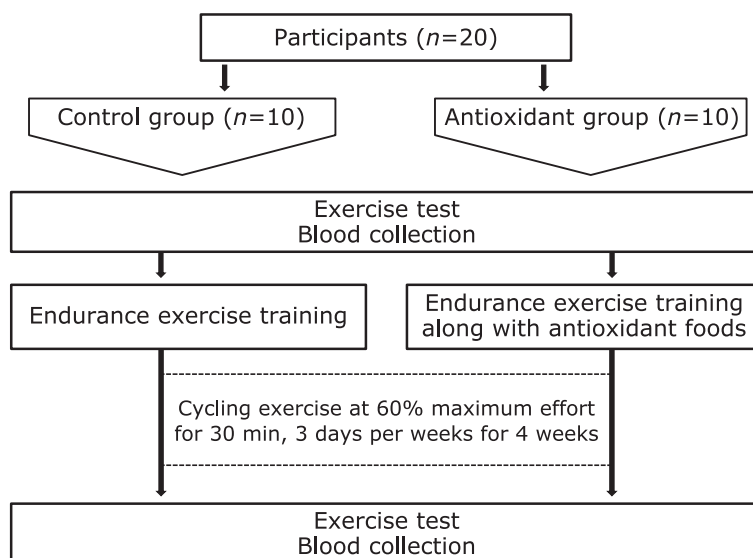 Participants (n=20)
Control group (n=10)
Antioxidant group (n=10)
Exercise test
Blood collection
Endurance exercise training
Endurance exercise training
along with antioxidant foods
Cycling exercise at 60% maximum effort
for 30 min, 3 days per weeks for 4 weeks
Exercise test
Blood collection